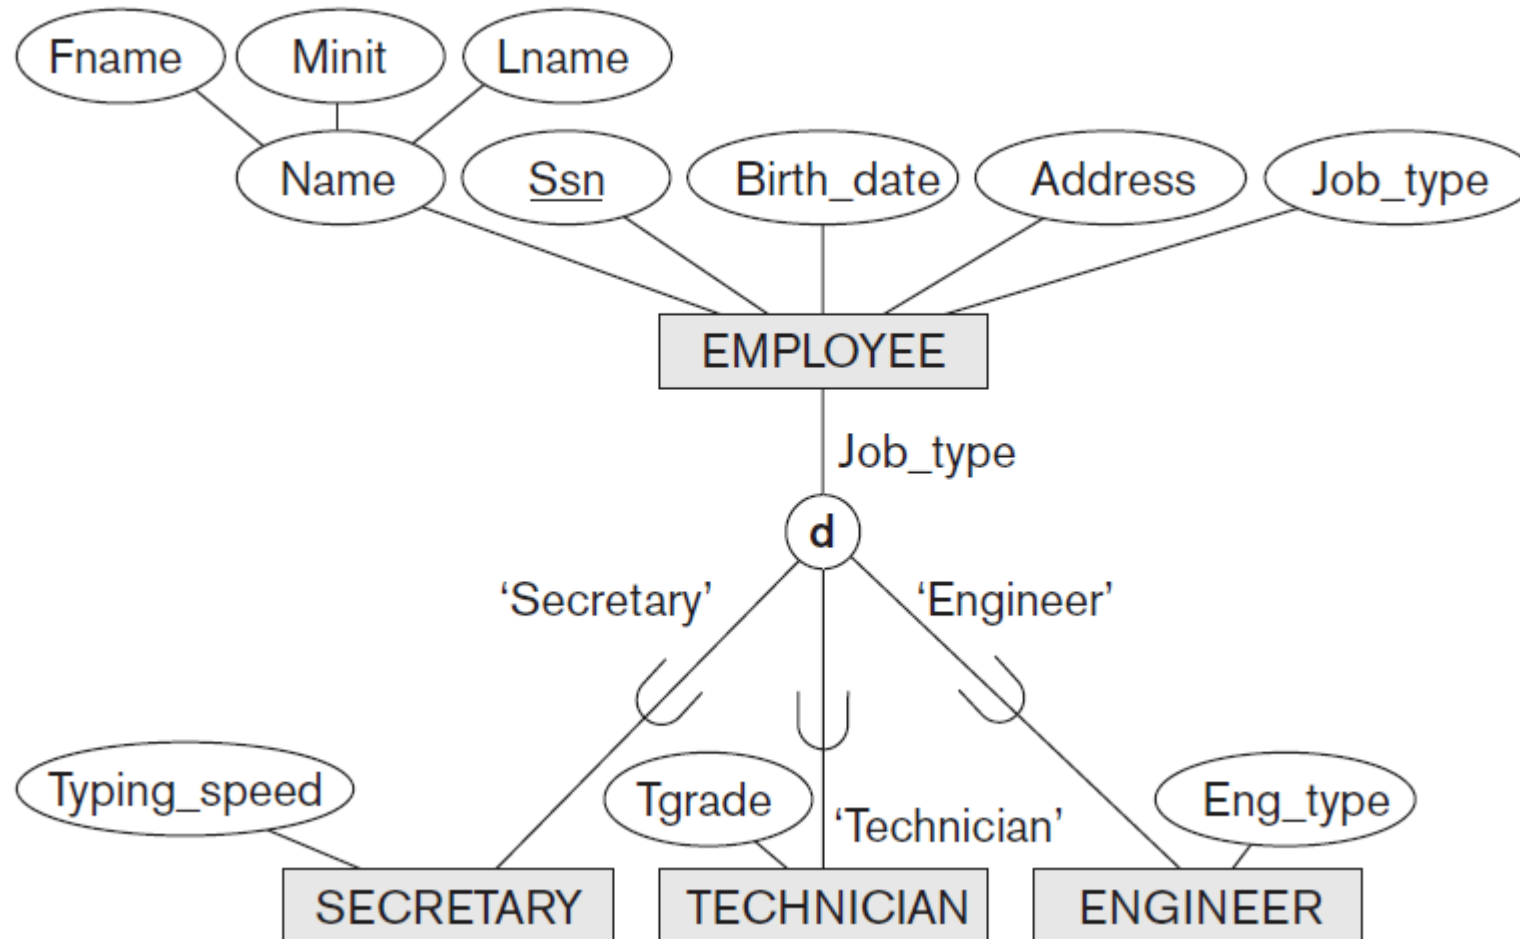 Fname Minit Lname
Name Ssn Birth_date Address Job_type
EMPLOYEE
Job_type
d
‘Secretary’ ‘Engineer’
Typing_speed Tgrade ‘Technician’ Eng_type
SECRETARY TECHNICIAN ENGINEER